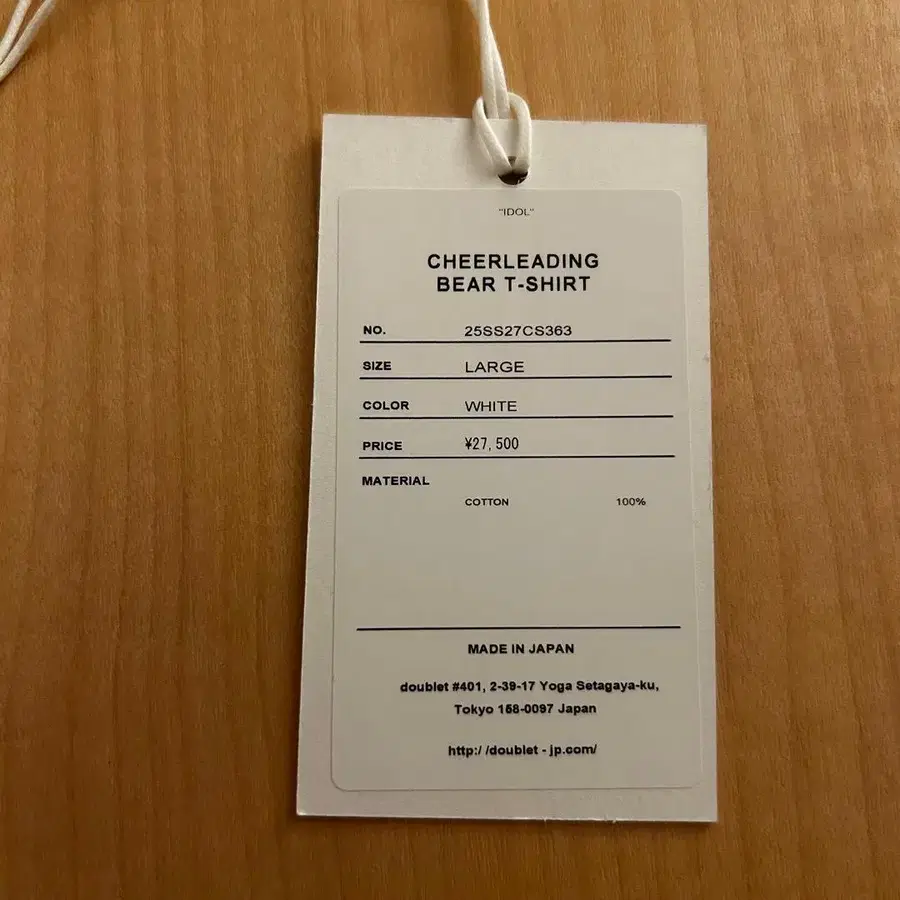 "IDOL"
CHEERLEADING
BEAR T-SHIRT
NO. 25SS27CS363
SIZE LARGE
COLOR WHITE
PRICE ¥27,500
MATERIAL
COTTON 100%
MADE IN JAPAN
doublet #401, 2-39-17 Yoga Setagaya-ku,
Tokyo 158-0097 Japan
http://doublet-jp.com/